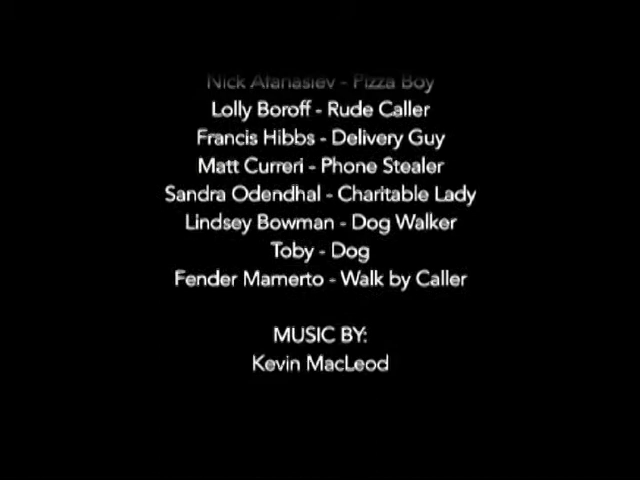 Nick Afanasiev - Pizza Boy
Lolly Boroff - Rude Caller
Francis Hibbs - Delivery Guy
Matt Curreri - Phone Stealer
Sandra Odendhal - Charitable Lady
Lindsey Bowman - Dog Walker
Toby - Dog
Fender Mamerto - Walk by Caller
MUSIC BY:
Kevin MacLeod